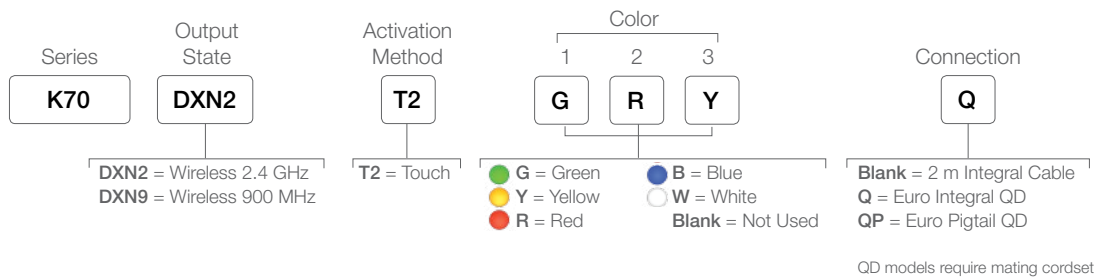 Series
Output
State
Activation
Method
Color
1 2 3
Connection
K70 DXN2 T2 G R Y Q
DXN2 = Wireless 2.4 GHz
DXN9 = Wireless 900 MHz
T2 = Touch
G = Green
Y = Yellow
R = Red
B = Blue
W = White
Blank = Not Used
Blank = 2 m Integral Cable
Q = Euro Integral QD
QP = Euro Pigtail QD
QD models require mating cordset